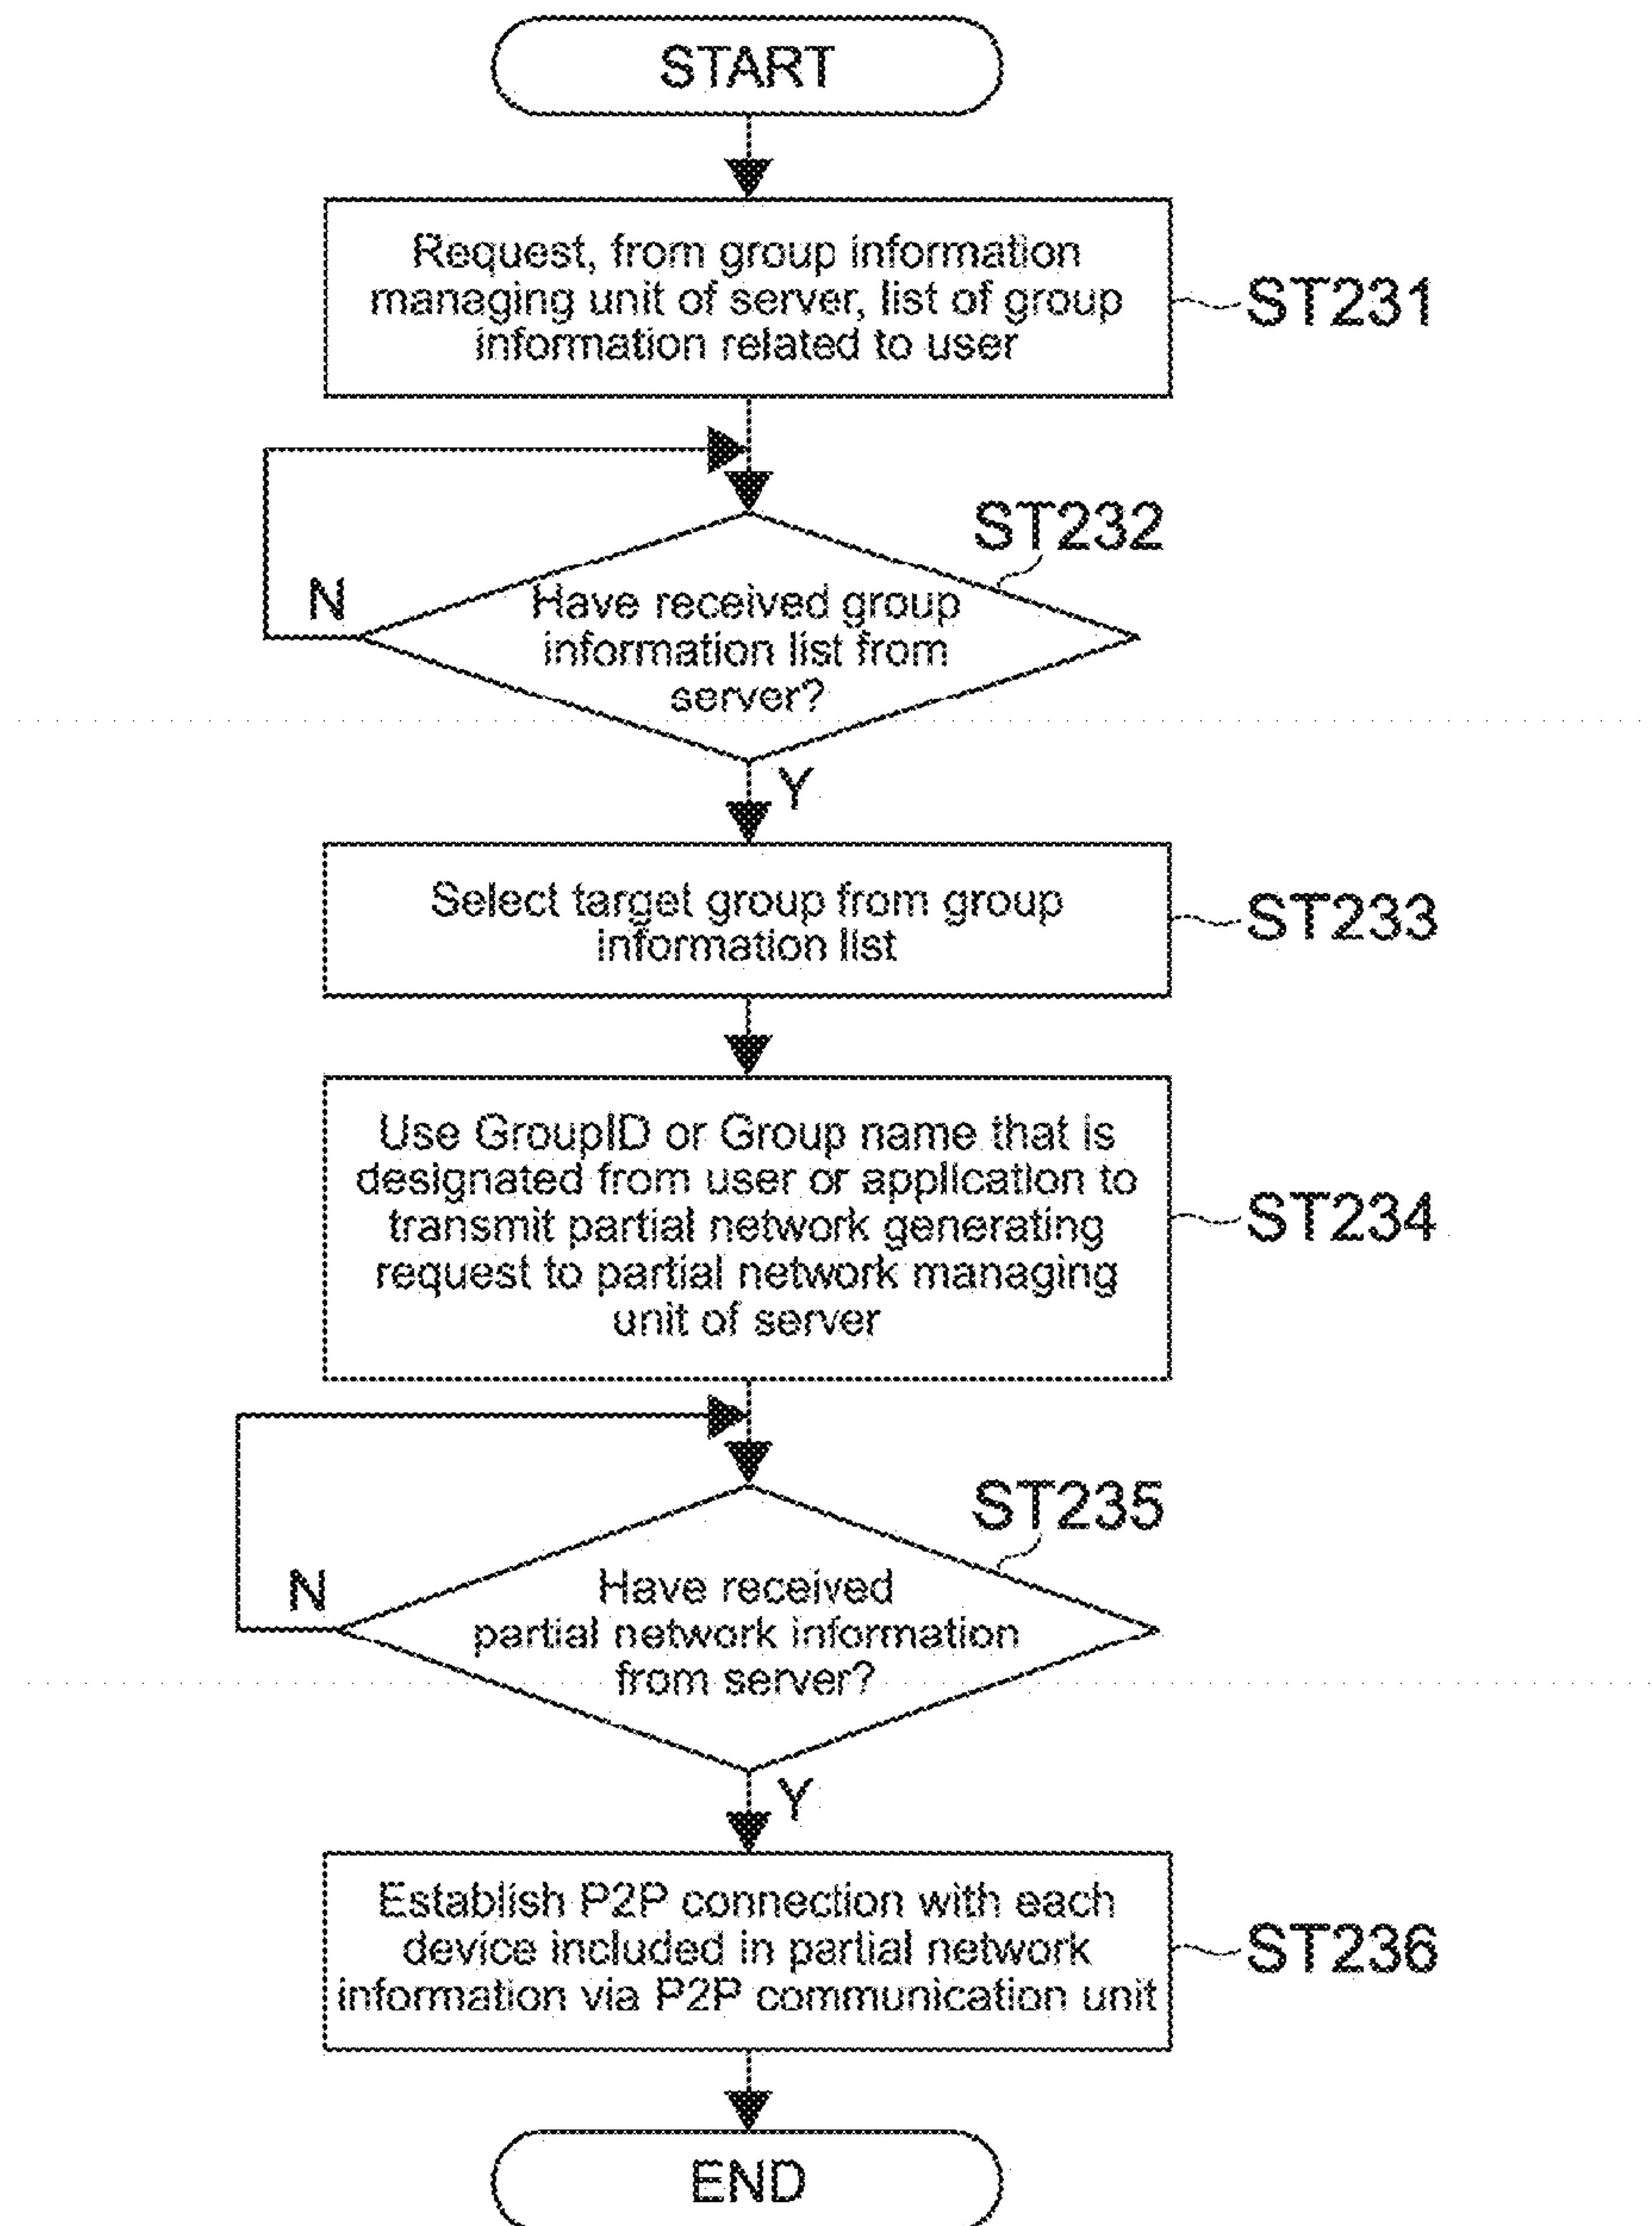 START
Request, from group information
managing unit of server, list of group
information related to user
ST231
ST232
N
Have received group
information list from
server?
Y
Select target group from group
information list
ST233
Use GroupID or Group name that is
designated from user or application to
transmit partial network generating
request to partial network managing
unit of server
ST234
ST235
N
Have received
partial network information
from server?
Y
Establish P2P connection with each
device included in partial network
information via P2P communication unit
ST236
END